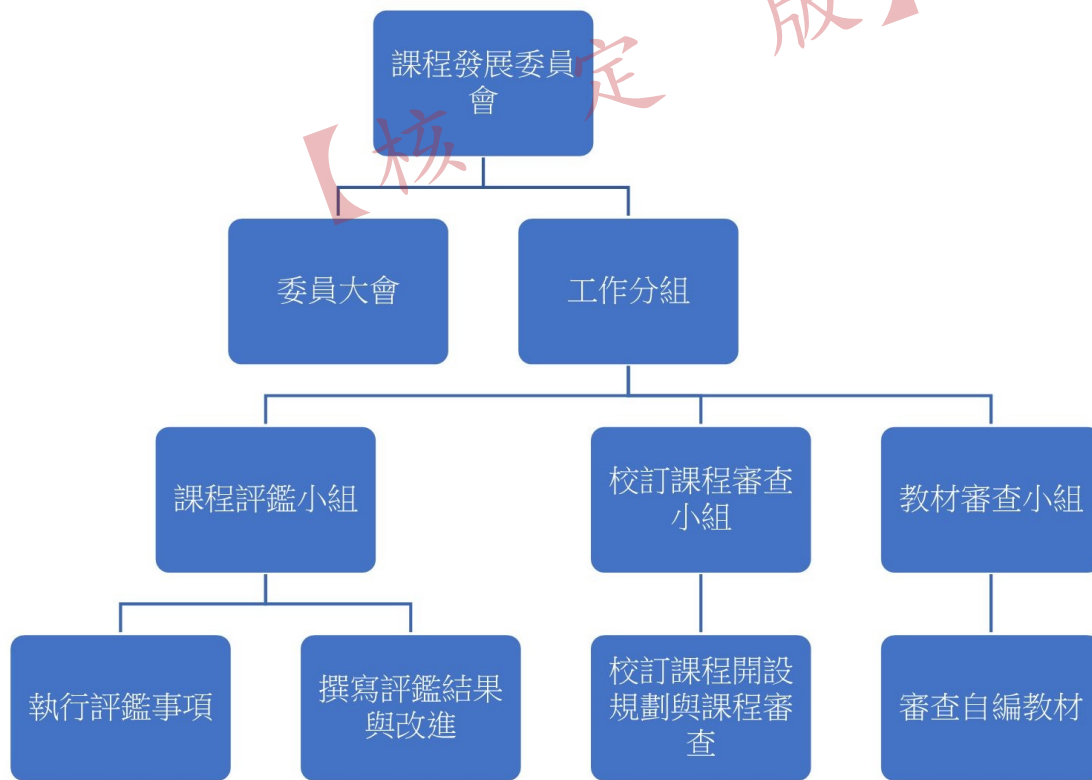 課程發展委員
會
【核定版】
委員大會
工作分組
課程評鑑小組
校訂課程審查
小組
教材審查小組
執行評鑑事項
撰寫評鑑結果
與改進
校訂課程開設
規劃與課程審
查
審查自編教材